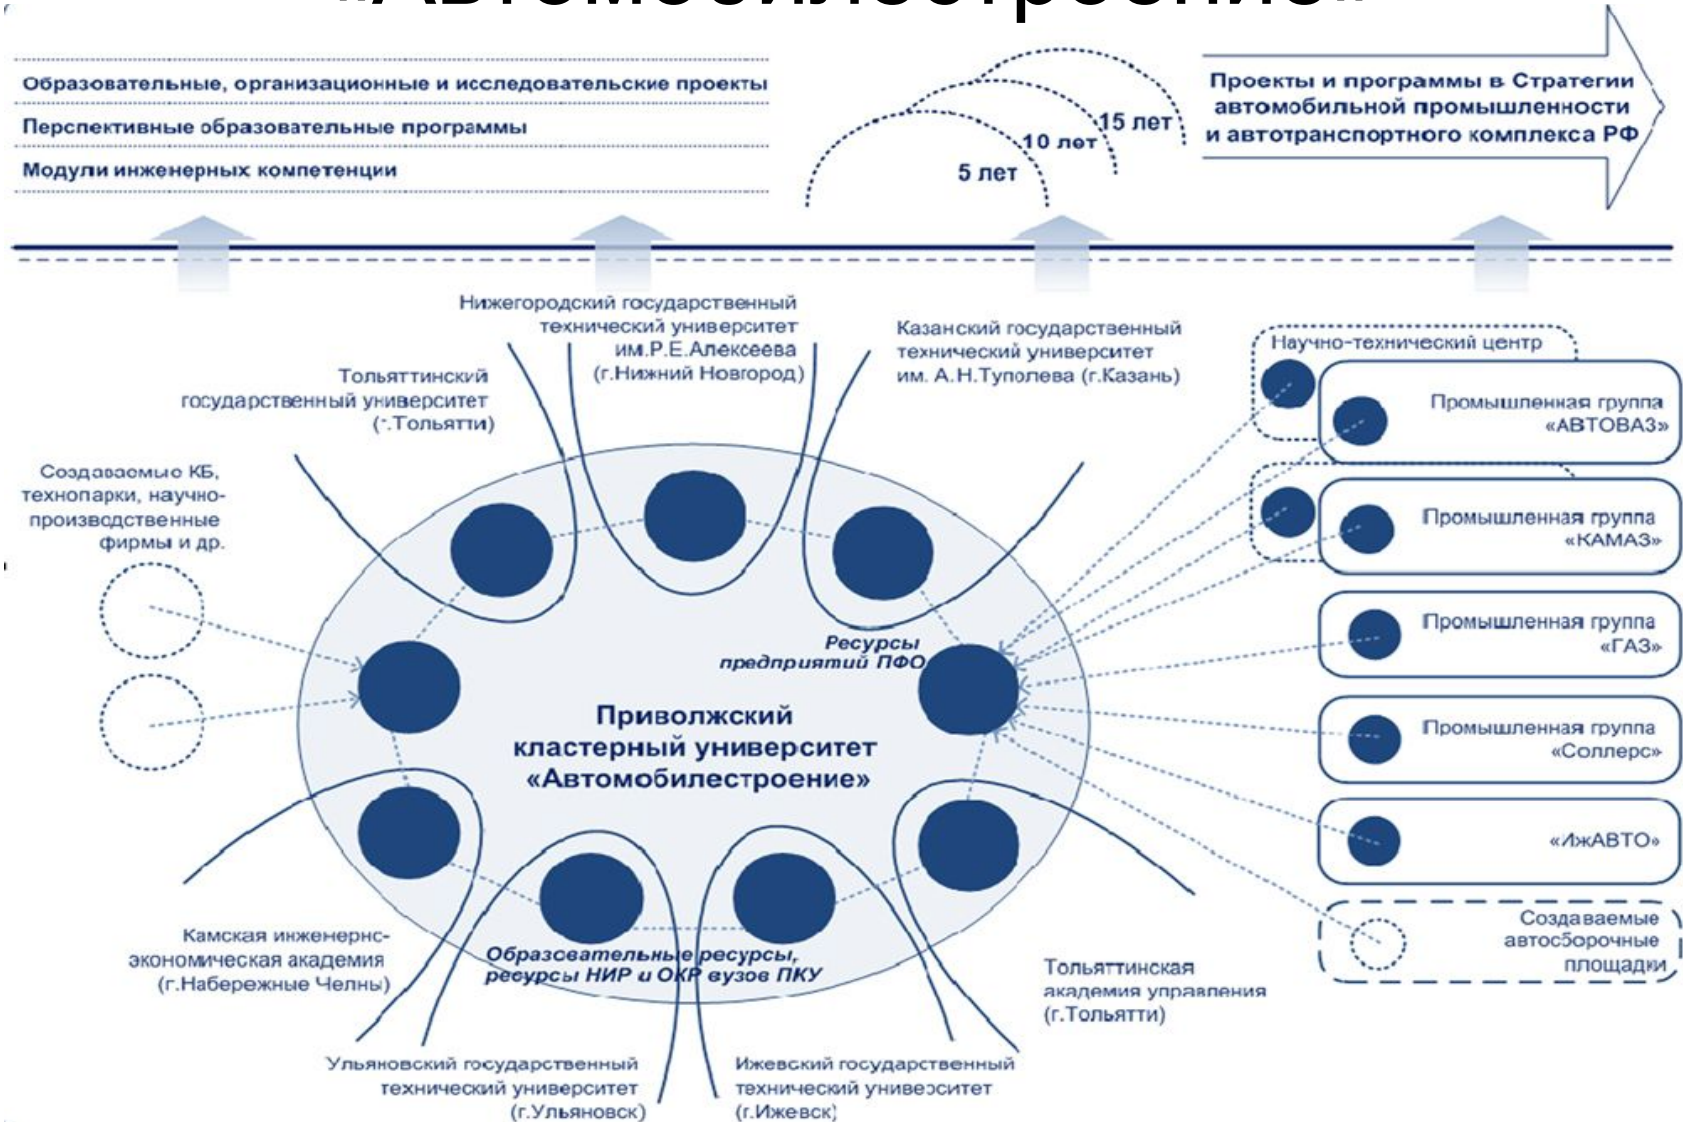 «Автомобилестроение»
Образовательные, организационные и исследовательские проекты
Перспективные образовательные программы
Модули инженерных компетенции
5 лет
10 лет
15 лет
Проекты и программы в Стратегии
автомобильной промышленности
и автотранспортного комплекса РФ
Нижегородский государственный
технический университет
им.Р.Е.Алексеева
(г.Нижний Новгород)
Казанский государственный
технический университет
им. А.Н.Туполева (г.Казань)
Тольяттинский
государственный университет
(г.Тольятти)
Создаваемые КБ,
технопарки, научно-
производственные
фирмы и др.
Научно-технический центр
Промышленная группа
«АВТОВАЗ»
Промышленная группа
«КАМАЗ»
Промышленная группа
«ГАЗ»
Промышленная группа
«Соллерс»
«ИжАВТО»
Создаваемые
автосборочные
площадки
Ресурсы
предприятий ПФО
Приволжский
кластерный университет
«Автомобилестроение»
Образовательные ресурсы,
ресурсы НИР и ОКР вузов ПКУ
Камская инженерно-
экономическая академия
(г.Набережные Челны)
Ульяновский государственный
технический университет
(г.Ульяновск)
Ижевский государственный
технический университет
(г.Ижевск)
Тольяттинская
академия управления
(г.Тольятти)